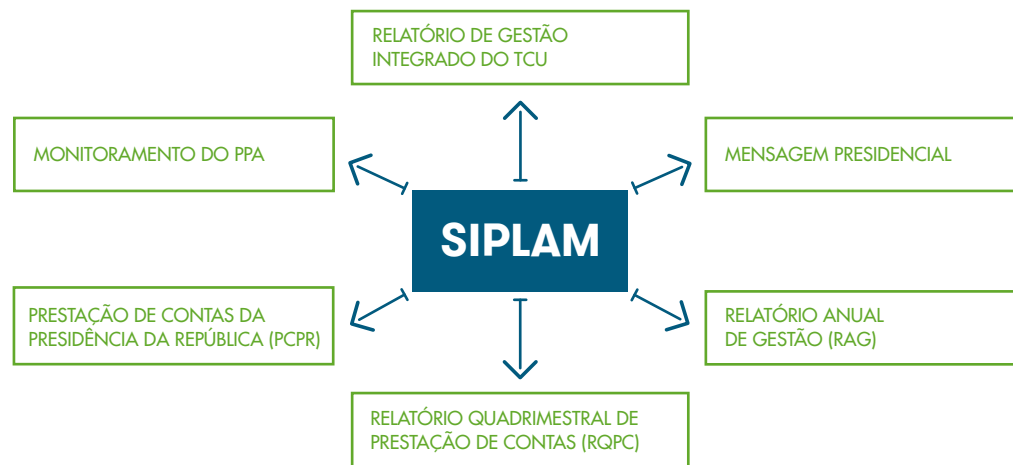 RELATÓRIO DE GESTÃO
INTEGRADO DO TCU
MONITORAMENTO DO PPA
MENSAGEM PRESIDENCIAL
SIPLAM
PRESTAÇÃO DE CONTAS DA
PRESIDÊNCIA DA REPÚBLICA (PCPR)
RELATÓRIO ANUAL
DE GESTÃO (RAG)
RELATÓRIO QUADRIMESTRAL DE
PRESTAÇÃO DE CONTAS (RQPC)